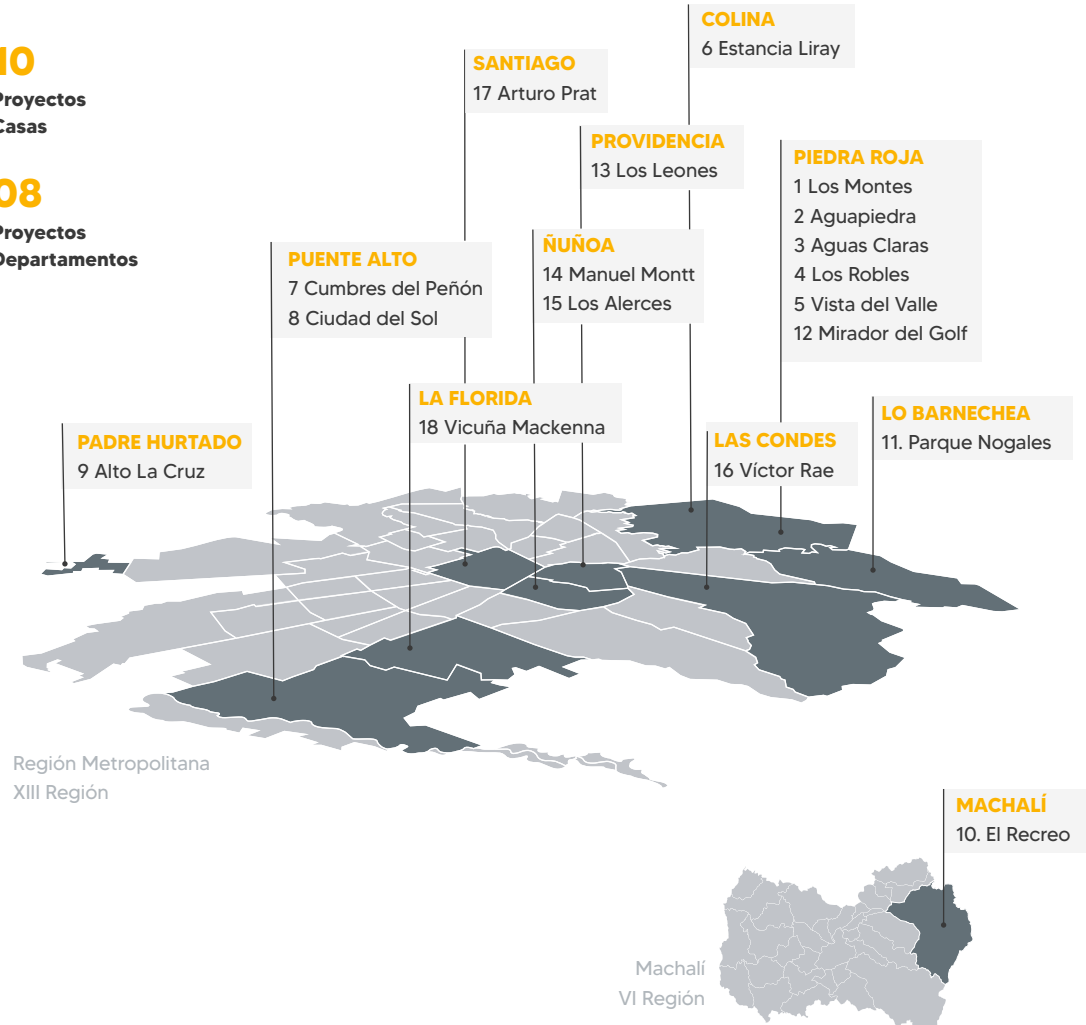 10
Proyectos
Casas
08
Proyectos
Departamentos
COLINA
6 Estancia Liray
SANTIAGO
17 Arturo Prat
PROVIDENCIA
13 Los Leones
PIEDRA ROJA
1 Los Montes
2 Aguapiedra
3 Aguas Claras
4 Los Robles
5 Vista del Valle
12 Mirador del Golf
PUENTE ALTO
7 Cumbres del Peñón
8 Ciudad del Sol
ÑUÑOA
14 Manuel Montt
15 Los Alerces
LA FLORIDA
18 Vicuña Mackenna
PADRE HURTADO
9 Alto La Cruz
LAS CONDES
16 Víctor Rae
LO BARNECHEA
11. Parque Nogales
Región Metropolitana
XIII Región
MACHALÍ
10. El Recreo
Machalí
VI Región